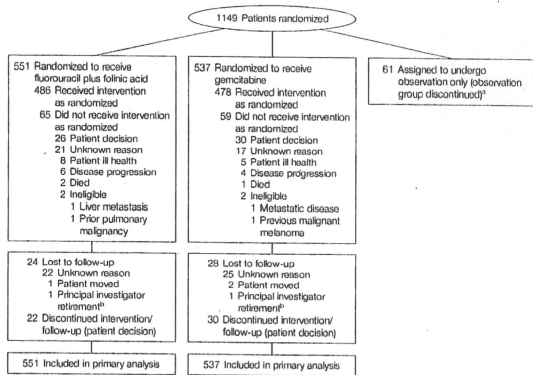 1149 Patients randomized
551 Randomized to receive
fluorouracil plus folinic acid
486 Received intervention
as randomized
65 Did not receive intervention
as randomized
26 Patient decision
21 Unknown reason
8 Patient ill health
6 Disease progression
2 Died
2 Ineligible
1 Liver metastasis
1 Prior pulmonary
malignancy
537 Randomized to receive
gemcitabine
478 Received intervention
as randomized
59 Did not receive intervention
as randomized
30 Patient decision
17 Unknown reason
5 Patient ill health
4 Disease progression
1 Died
2 Ineligible
1 Metastatic disease
1 Previous malignant
melanoma
61 Assigned to undergo
observation only (observation
group discontinued)a
24 Lost to follow-up
22 Unknown reason
1 Patient moved
1 Principal investigator
retirementb
22 Discontinued intervention/
follow-up (patient decision)
28 Lost to follow-up
25 Unknown reason
2 Patient moved
1 Principal investigator
retirementb
30 Discontinued intervention/
follow-up (patient decision)
551 Included in primary analysis
537 Included in primary analysis